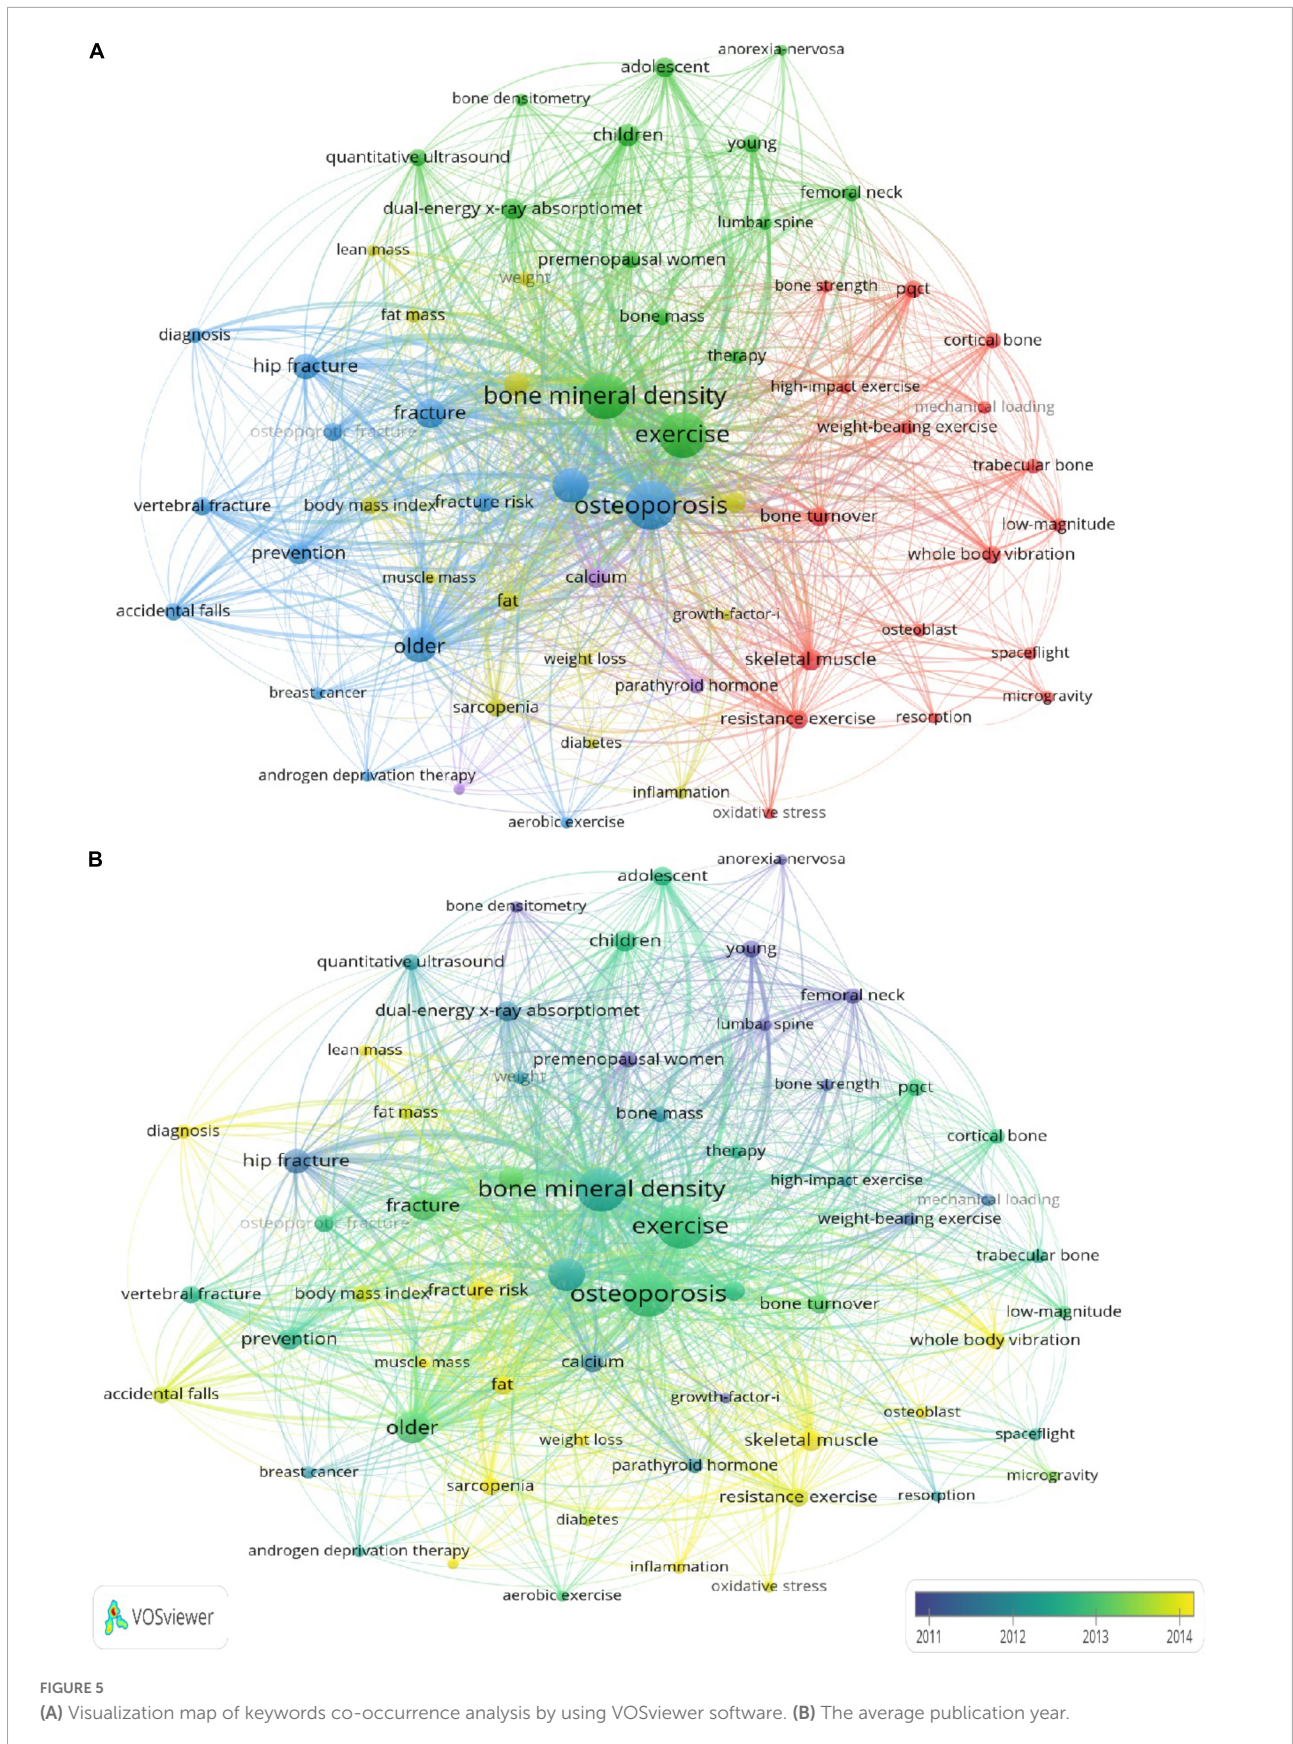 A
anorexia-nervosa
adolescent
bone densitometry
children
young
quantitative ultrasound
femoral neck
dual-energy x-ray absorptiomet
lumbar spine
lean mass
premenopausal women
weight
bone strength
pqct
fat mass
bone mass
diagnosis
cortical bone
therapy
hip fracture
high-impact exercise
bone mineral density
mechanical loading
fracture
weight-bearing exercise
osteoporotic fracture
exercise
trabecular bone
vertebral fracture
body mass index
fracture risk
osteoporosis
bone turnover
low-magnitude
prevention
whole body vibration
muscle mass
calcium
fat
accidental falls
growth-factor-i
osteoblast
older
weight loss
skeletal muscle
spaceflight
parathyroid hormone
breast cancer
microgravity
sarcopenia
resistance exercise
resorption
diabetes
androgen deprivation therapy
inflammation
oxidative stress
aerobic exercise
B
anorexia-nervosa
adolescent
bone densitometry
children
young
quantitative ultrasound
femoral neck
dual-energy x-ray absorptiomet
lumbar spine
lean mass
premenopausal women
weight
bone strength
pqct
fat mass
bone mass
diagnosis
cortical bone
therapy
hip fracture
high-impact exercise
bone mineral density
mechanical loading
fracture
weight-bearing exercise
osteoporotic fracture
exercise
trabecular bone
vertebral fracture
body mass index
fracture risk
osteoporosis
bone turnover
low-magnitude
prevention
whole body vibration
muscle mass
calcium
fat
accidental falls
growth-factor-i
osteoblast
older
weight loss
skeletal muscle
spaceflight
parathyroid hormone
breast cancer
microgravity
sarcopenia
resistance exercise
resorption
diabetes
androgen deprivation therapy
inflammation
oxidative stress
aerobic exercise
VOSviewer
2011 2012 2013 2014
FIGURE 5
(A) Visualization map of keywords co-occurrence analysis by using VOSviewer software. (B) The average publication year.